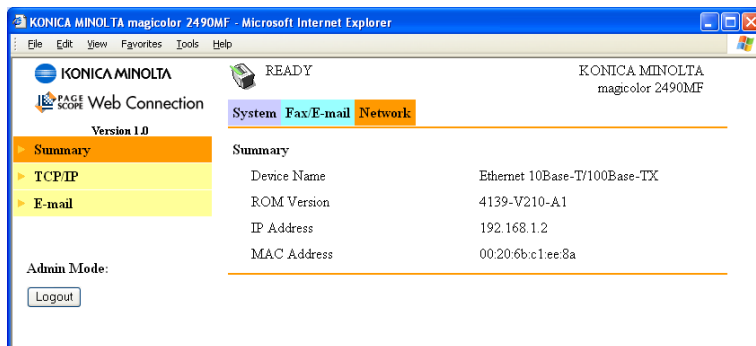 KONICA MINOLTA magicolor 2490MF - Microsoft Internet Explorer
File Edit View Favorites Tools Help
KONICA MINOLTA
PAGE SCOPE Web Connection
Version 1.0
READY
KONICA MINOLTA
magicolor 2490MF
System Fax/E-mail Network
Summary
TCP/IP
E-mail
Admin Mode:
Logout
Summary
Device Name Ethernet 10Base-T/100Base-TX
ROM Version 4139-V210-A1
IP Address 192.168.1.2
MAC Address 00:20:6b:c1:ee:8a